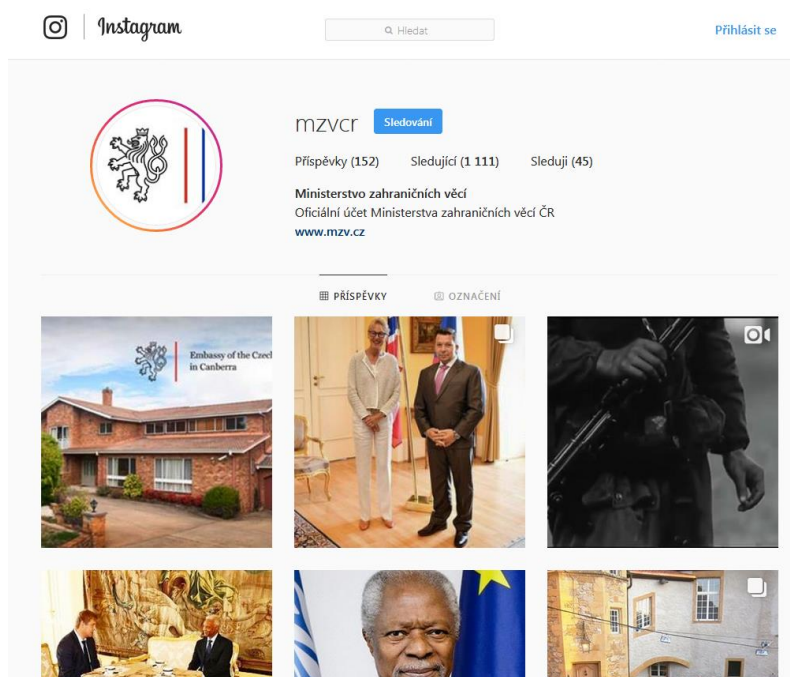 Instagram
Hledat
Přihlásit se
mzvcr
Sledování
Příspěvky (152)
Sledující (1 111)
Sleduji (45)
Ministerstvo zahraničních věcí
Oficiální účet Ministerstva zahraničních věcí ČR
www.mzv.cz
PŘÍSPĚVKY
OZNAČENÍ
Embassy of the Czech
in Canberra